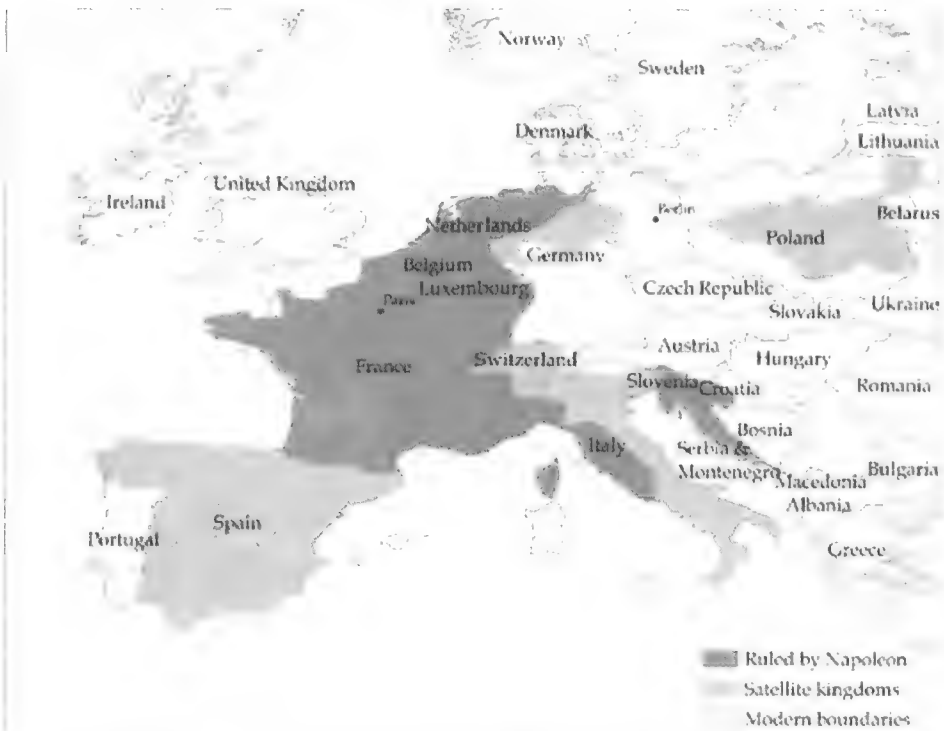 Norway
Sweden
Latvia
Denmark
Lithuania
United Kingdom
Ireland
Berlin
Belarus
Netherlands
Poland
Germany
Belgium
Luxembourg
Czech Republic
Paris
Slovakia
Ukraine
Austria
Switzerland
Hungary
France
Slovenia
Croatia
Romania
Bosnia
Italy
Serbia &
Montenegro
Bulgaria
Macedonia
Albania
Spain
Portugal
Greece
Ruled by Napoleon
Satellite kingdoms
Modern boundaries